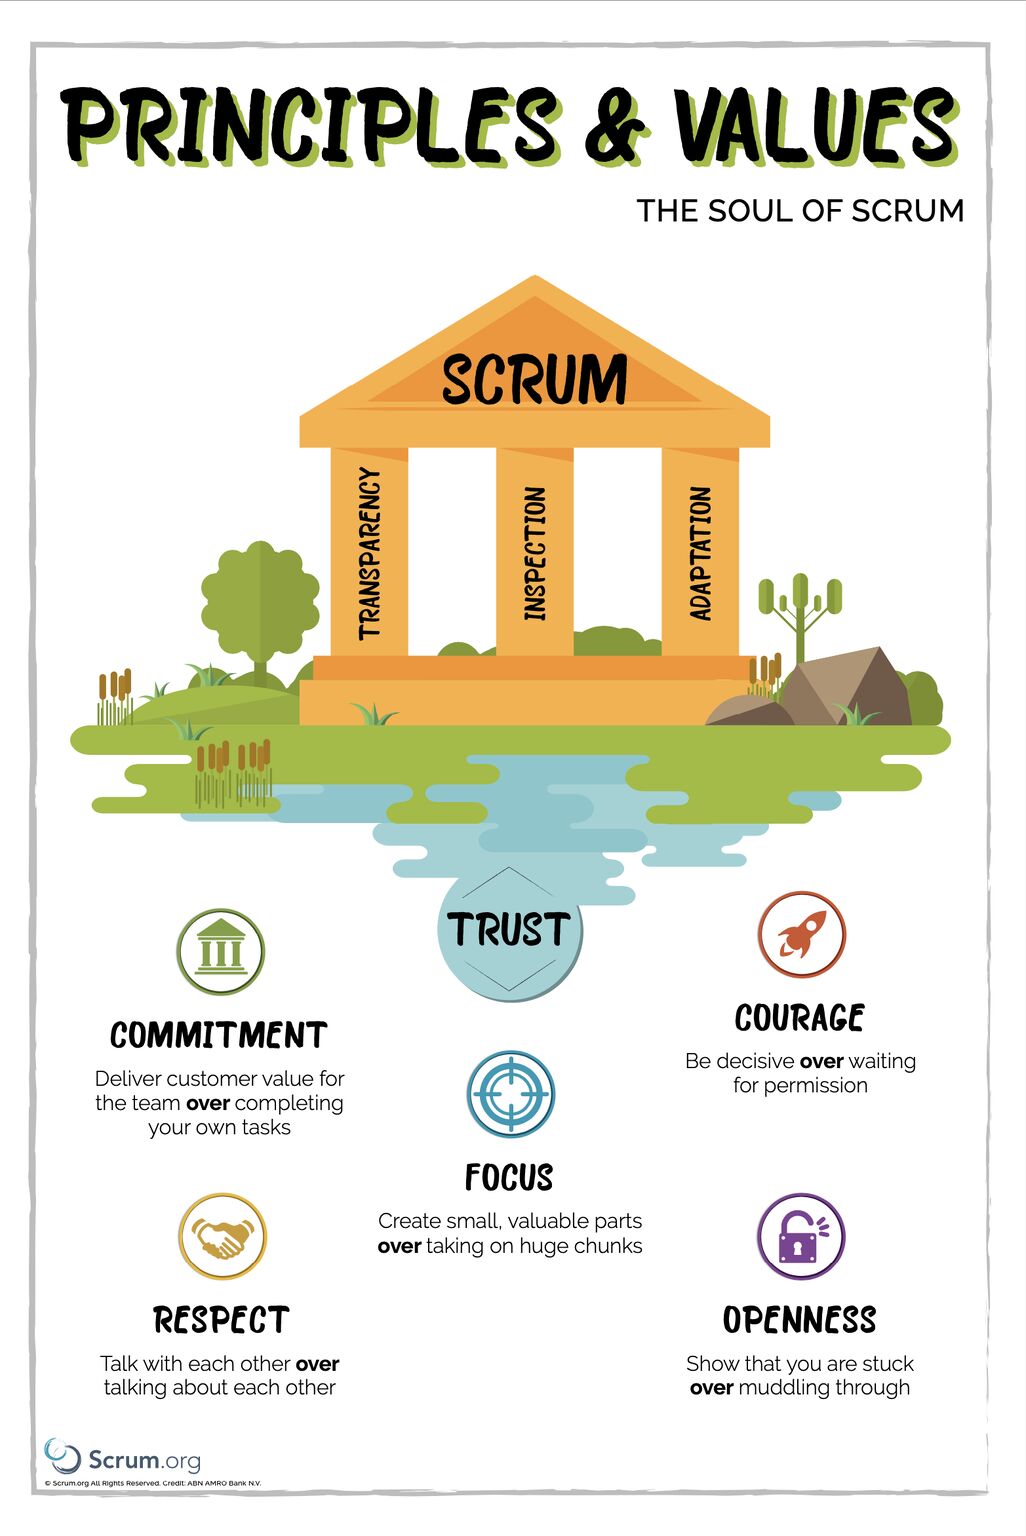 PRINCIPLES & VALUES
THE SOUL OF SCRUM
SCRUM
TRANSPARENCY
INSPECTION
ADAPTATION
TRUST
COMMITMENT
Deliver customer value for
the team over completing
your own tasks
COURAGE
Be decisive over waiting
for permission
FOCUS
Create small, valuable parts
over taking on huge chunks
RESPECT
Talk with each other over
talking about each other
OPENNESS
Show that you are stuck
over muddling through
Scrum.org
© Scrum.org All Rights Reserved. Credit: ABN AMRO Bank N.V.